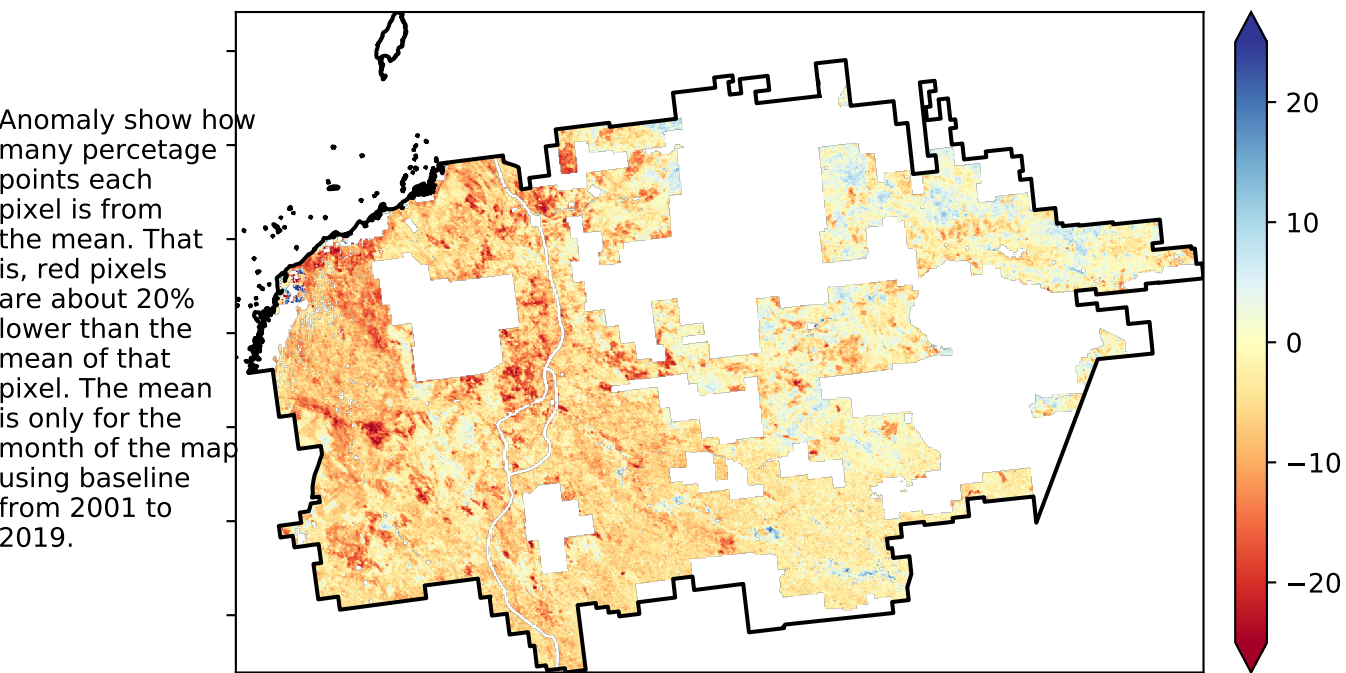 Anomaly show how
many percetage
points each
pixel is from
the mean. That
is, red pixels
are about 20%
lower than the
mean of that
pixel. The mean
is only for the
month of the map
using baseline
from 2001 to
2019.
20
10
0
−10
−20